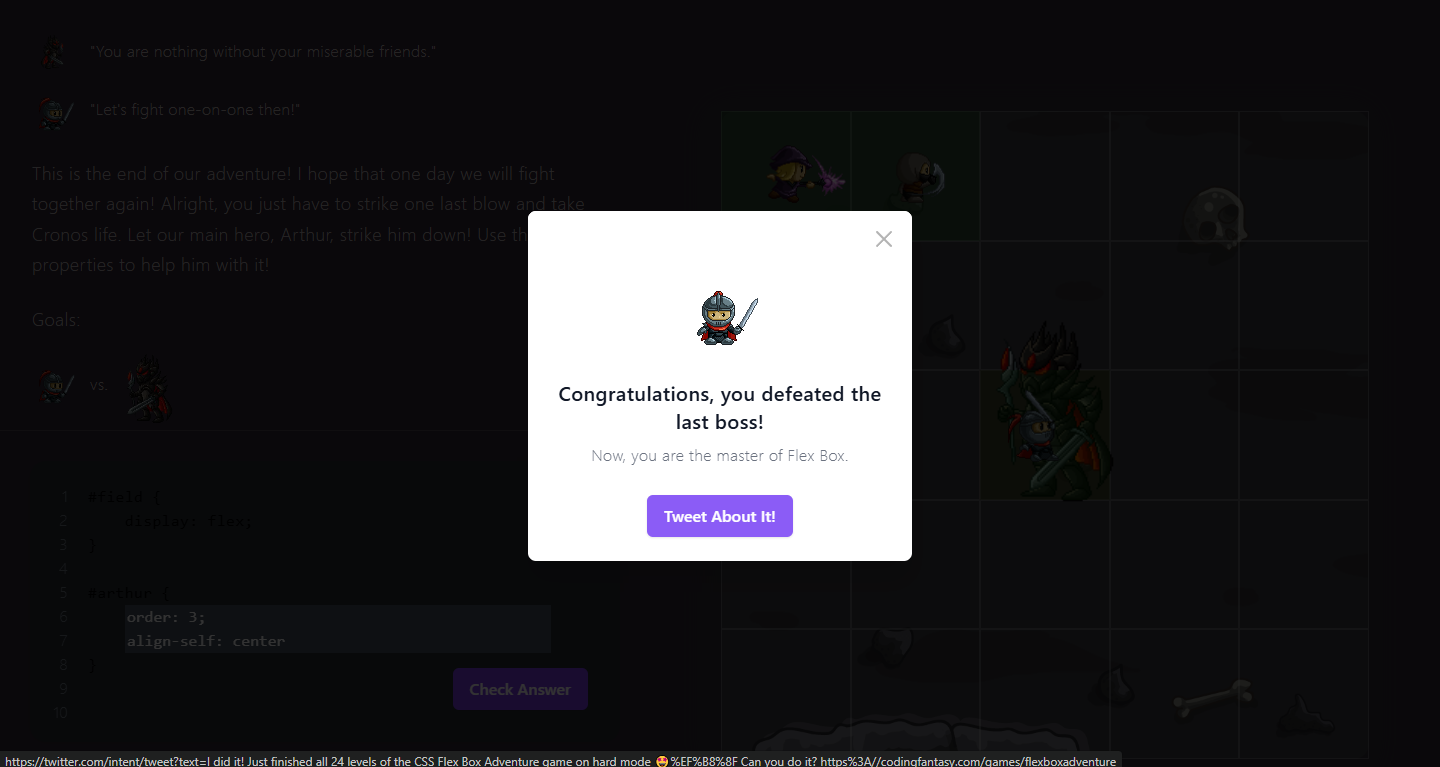 "You are nothing without your miserable friends."
"Let's fight one-on-one then!"
This is the end of our adventure! I hope that one day we will fight
together again! Alright, you just have to strike one last blow and take
Cronos life. Let our main hero, Arthur, strike him down! Use
properties to help him with it!
Goals:
vs.
1 #field {
2 display: flex;
3 }
4
5 #arthur {
6 order: 3;
7 align-self: center
8 }
9
10
Check Answer
Congratulations, you defeated the
last boss!
Now, you are the master of Flex Box.
Tweet About It!
https://twitter.com/intent/tweet?text=I did it! Just finished all 24 levels of the CSS Flex Box Adventure game on hard mode 😍%EF%B8%8F Can you do it? https%3A//codingfantasy.com/games/flexboxadventure